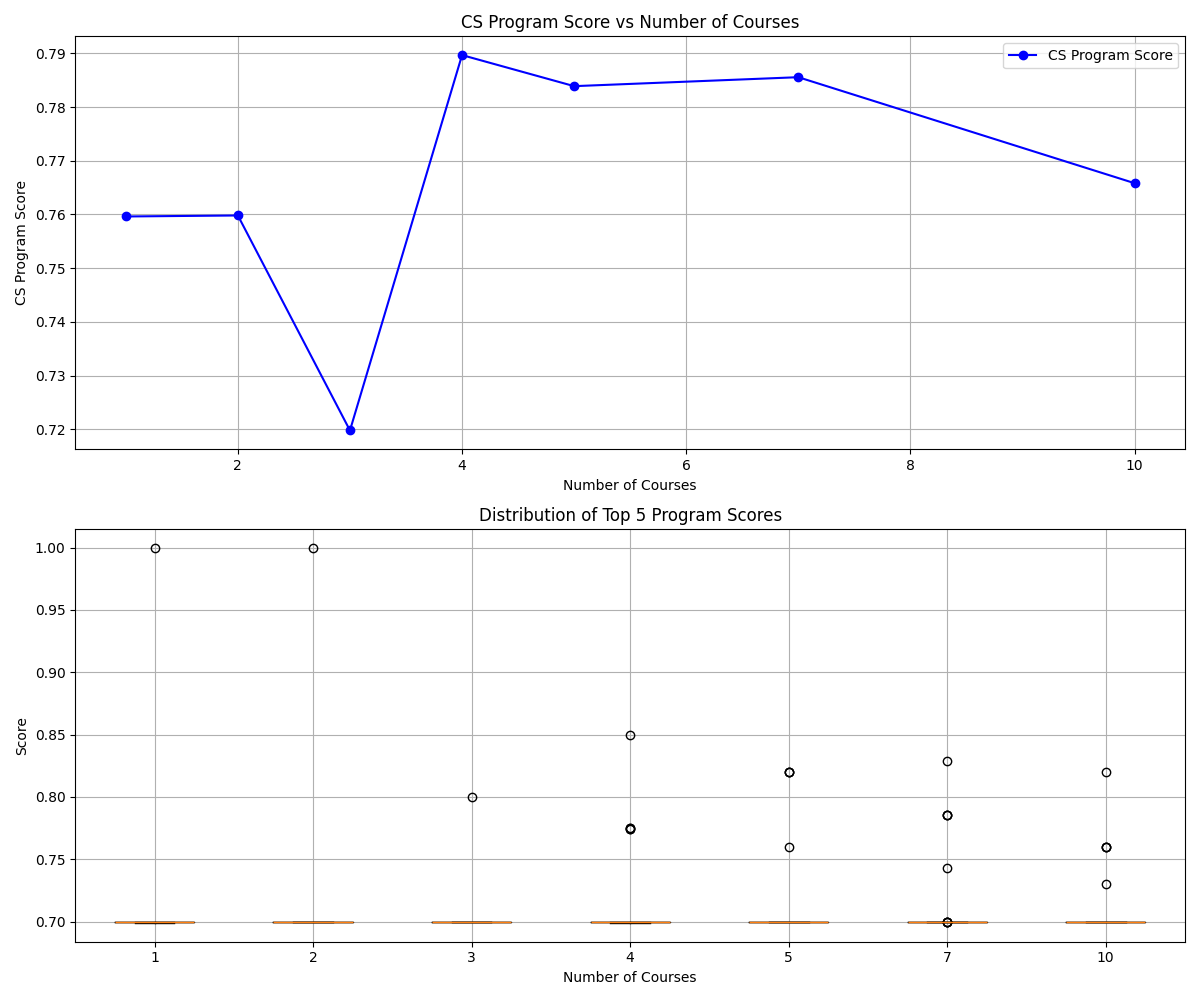 CS Program Score vs Number of Courses
CS Program Score
0.79
0.78
0.77
0.76
0.75
0.74
0.73
0.72
CS Program Score
2 4 6 8 10
Number of Courses
Distribution of Top 5 Program Scores
1.00
0.95
0.90
0.85
0.80
0.75
0.70
Score
1 2 3 4 5 7 10
Number of Courses